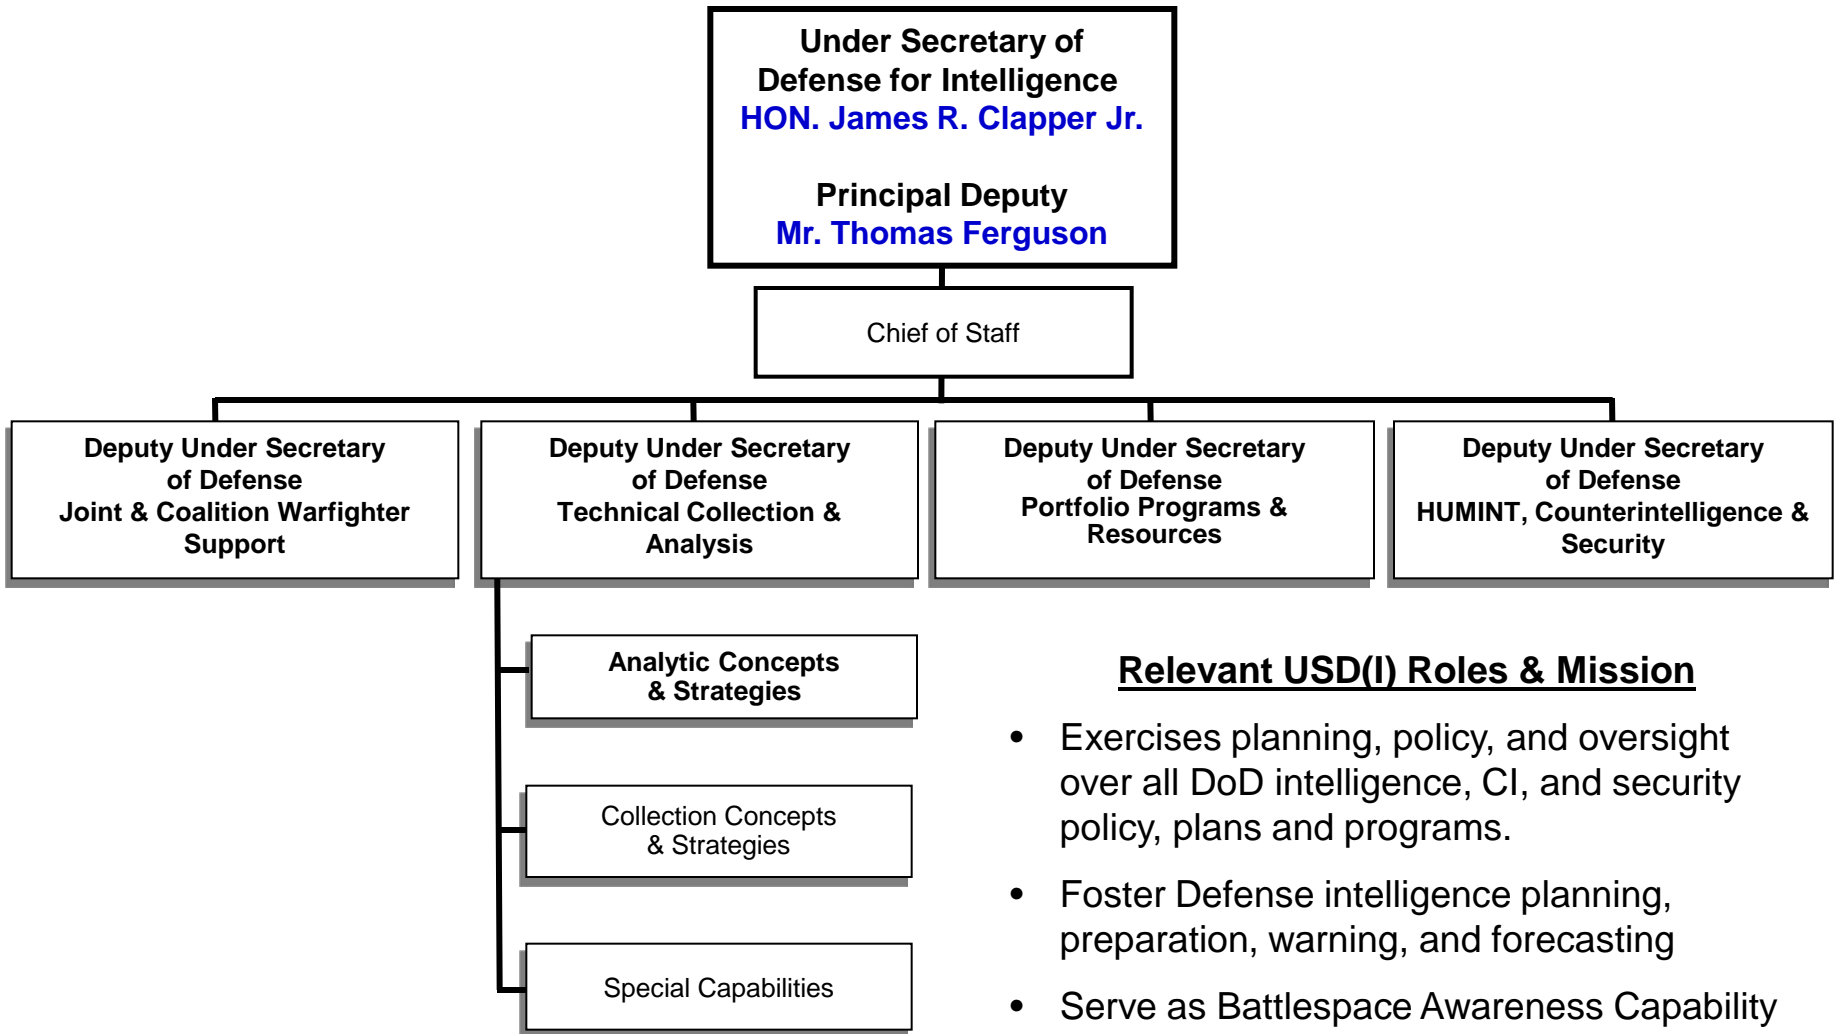 Under Secretary of
Defense for Intelligence
HON. James R. Clapper Jr.
Principal Deputy
Mr. Thomas Ferguson
Chief of Staff
Deputy Under Secretary
of Defense
Joint & Coalition Warfighter
Support
Deputy Under Secretary
of Defense
Technical Collection &
Analysis
Deputy Under Secretary
of Defense
Portfolio Programs &
Resources
Deputy Under Secretary
of Defense
HUMINT, Counterintelligence &
Security
Analytic Concepts
& Strategies
Collection Concepts
& Strategies
Special Capabilities
Relevant USD(I) Roles & Mission
• Exercises planning, policy, and oversight
over all DoD intelligence, CI, and security
policy, plans and programs.
• Foster Defense intelligence planning,
preparation, warning, and forecasting
• Serve as Battlespace Awareness Capability